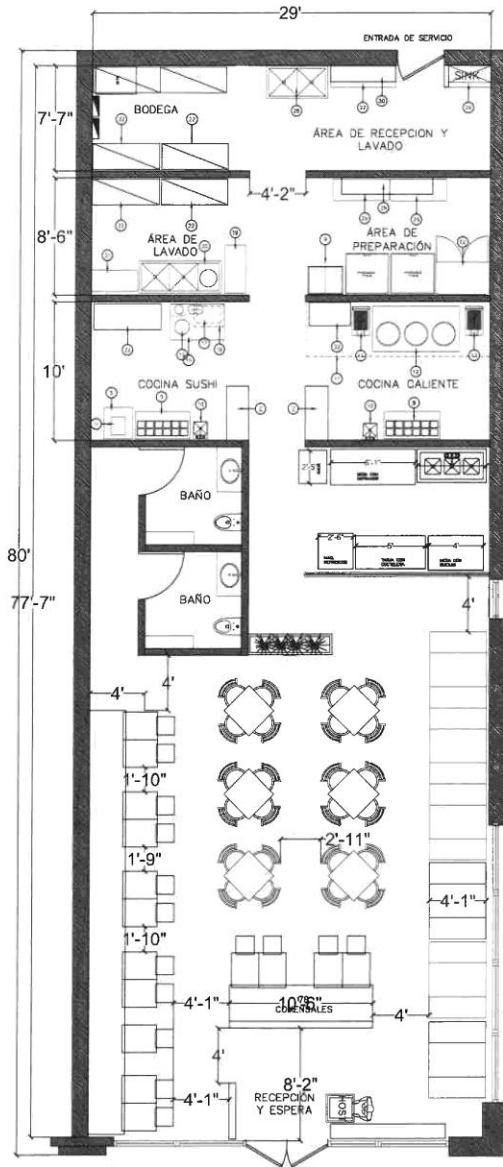 29'
ENTRADA DE SERVICIO
SINK
BODEGA
7'-7"
ÁREA DE RECEPCION Y
LAVADO
4'-2"
8'-6"
ÁREA DE
LAVADO
ÁREA DE
PREPARACIÓN
10'
COCINA SUSHI
COCINA CALIENTE
BAÑO
80'
77'-7"
BAÑO
4'
4'
4'
1'-10"
1'-9"
2'-11"
1'-10"
4'-1"
4'-1"
10'-6"
COMENSALES
4'
4'
8'-2"
4'-1"
RECEPCIÓN
Y ESPERA
HOST